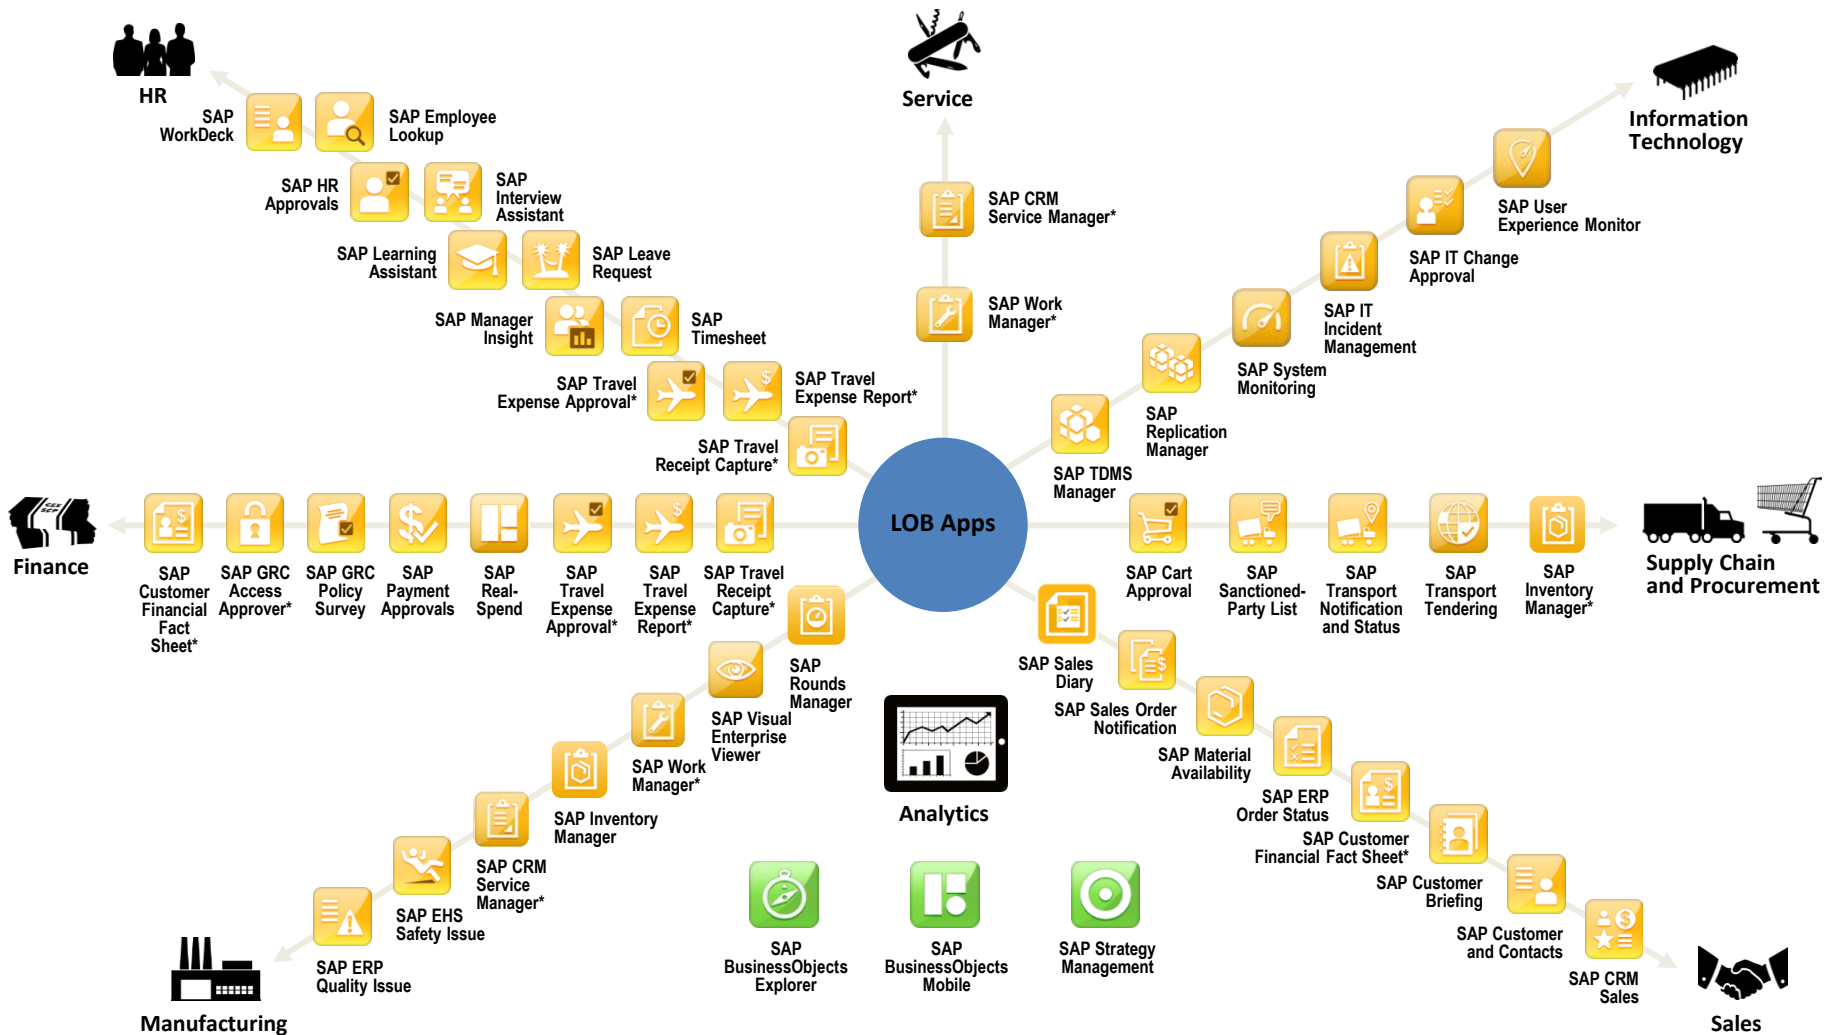 HR
SAP
WorkDeck
SAP Employee
Lookup
SAP HR
Approvals
SAP
Interview
Assistant
SAP Learning
Assistant
SAP Leave
Request
SAP Manager
Insight
SAP
Timesheet
SAP Travel
Expense Approval*
SAP Travel
Expense Report*
SAP Travel
Receipt Capture*
Service
SAP CRM
Service Manager*
SAP Work
Manager*
Information
Technology
SAP User
Experience Monitor
SAP IT Change
Approval
SAP IT
Incident
Management
SAP System
Monitoring
SAP
Replication
Manager
SAP TDMS
Manager
LOB Apps
Finance
SAP
Customer
Financial
Fact
Sheet*
SAP GRC
Access
Approver*
SAP GRC
Policy
Survey
SAP
Payment
Approvals
SAP
Real-
Spend
SAP
Travel
Expense
Approval*
SAP
Travel
Expense
Report*
SAP Travel
Receipt
Capture*
SAP Cart
Approval
SAP
Sanctioned-
Party List
SAP
Transport
Notification
and Status
SAP
Transport
Tendering
SAP
Inventory
Manager*
Supply Chain
and Procurement
SAP
Rounds
Manager
SAP Visual
Enterprise
Viewer
SAP Work
Manager*
SAP Inventory
Manager
SAP CRM
Service
Manager*
SAP EHS
Safety Issue
SAP ERP
Quality Issue
Manufacturing
Analytics
SAP
BusinessObjects
Explorer
SAP
BusinessObjects
Mobile
SAP Strategy
Management
SAP Sales
Diary
SAP Sales Order
Notification
SAP Material
Availability
SAP ERP
Order Status
SAP Customer
Financial Fact Sheet*
SAP Customer
Briefing
SAP Customer
and Contacts
SAP CRM
Sales
Sales